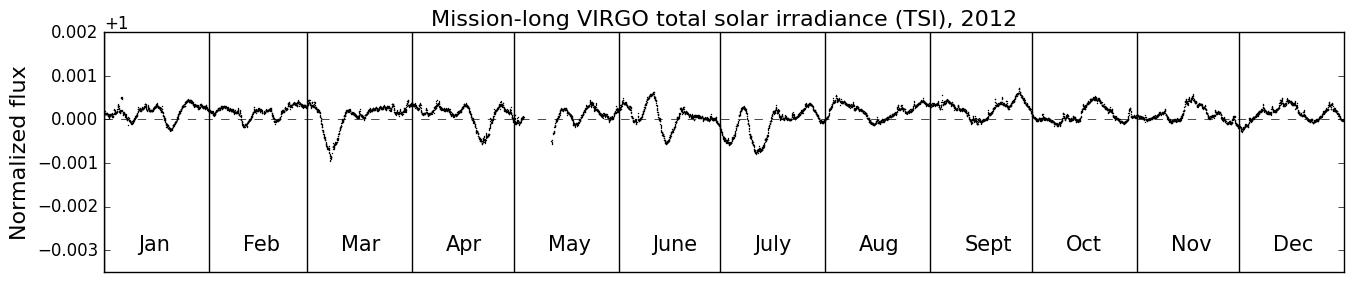 Mission-long VIRGO total solar irradiance (TSI), 2012
+1
0.002
0.001
0.000
−0.001
−0.002
−0.003
Normalized flux
Jan Feb Mar Apr May June July Aug Sept Oct Nov Dec